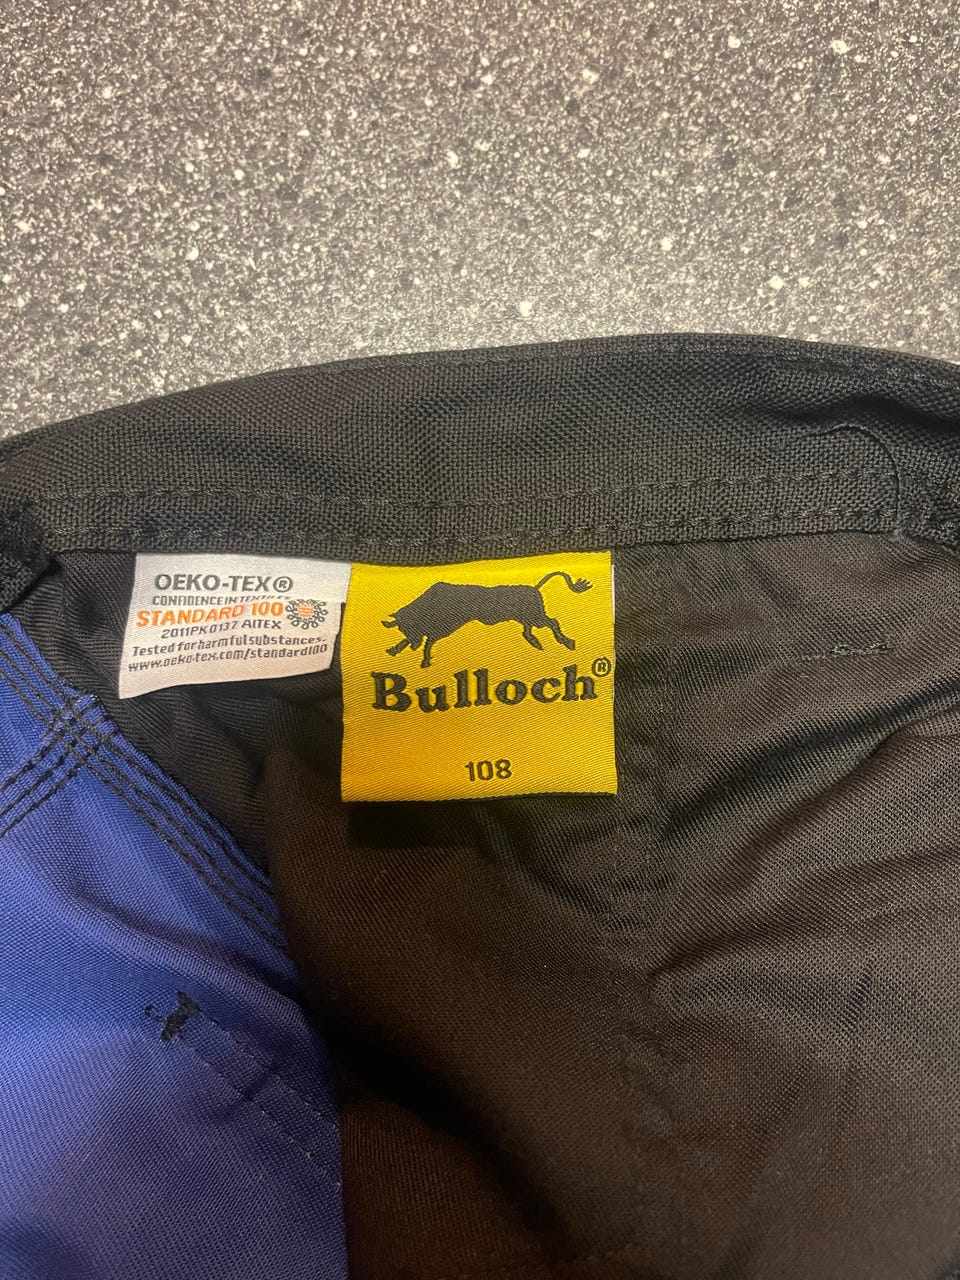 OEKO-TEX®
CONFIDENCE IN TEXTILES
STANDARD 100
2011PK0137 AITEX
Tested for harmful substances.
www.oeko-tex.com/standard100
Bulloch®
108